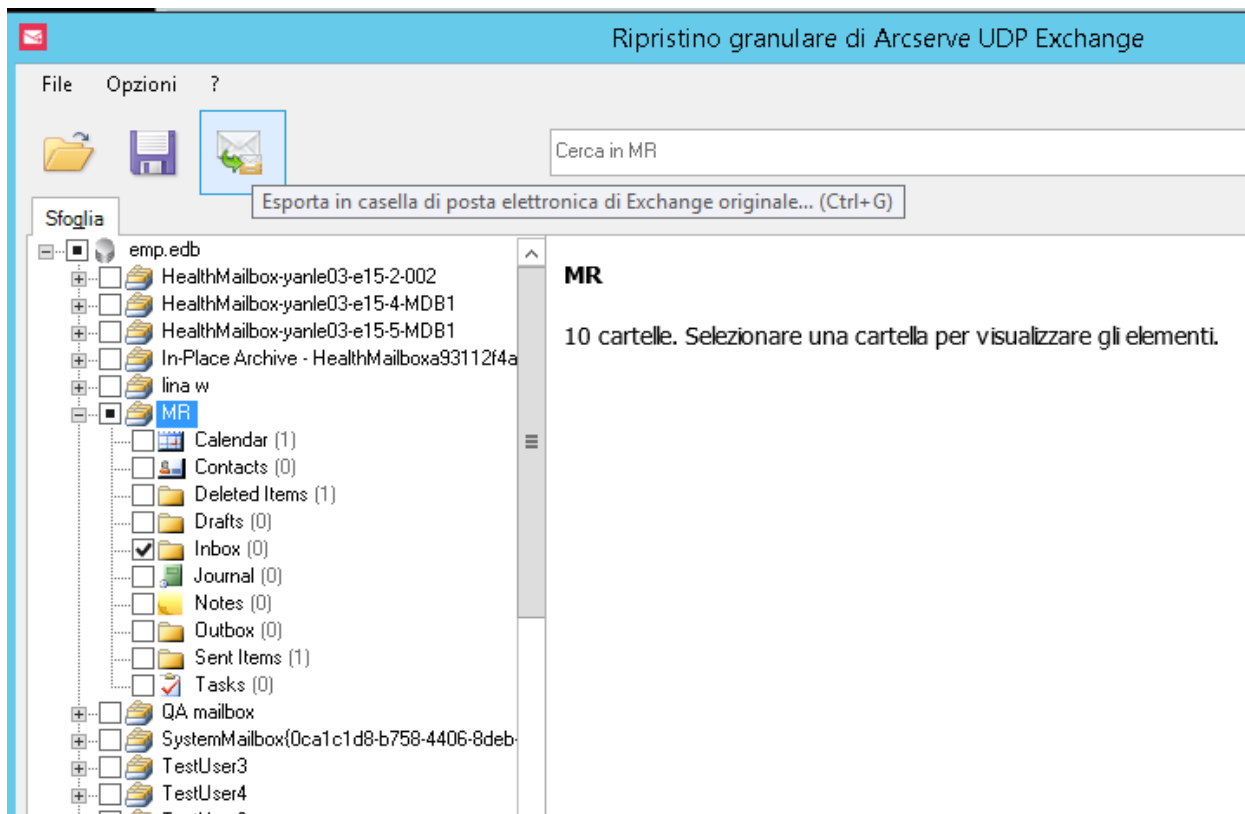 Ripristino granulare di Arcserve UDP Exchange
File Opzioni ?
Cerca in MR
Esporta in casella di posta elettronica di Exchange originale... (Ctrl+G)
Sfoglia
emp.edb
HealthMailbox-yanle03-e15-2-002
HealthMailbox-yanle03-e15-4-MDB1
HealthMailbox-yanle03-e15-5-MDB1
In-Place Archive - HealthMailboxa93112f4a
lina w
MR
Calendar (1)
Contacts (0)
Deleted Items (1)
Drafts (0)
Inbox (0)
Journal (0)
Notes (0)
Outbox (0)
Sent Items (1)
Tasks (0)
QA mailbox
SystemMailbox{0ca1c1d8-b758-4406-8deb-
TestUser3
TestUser4
MR
10 cartelle. Selezionare una cartella per visualizzare gli elementi.